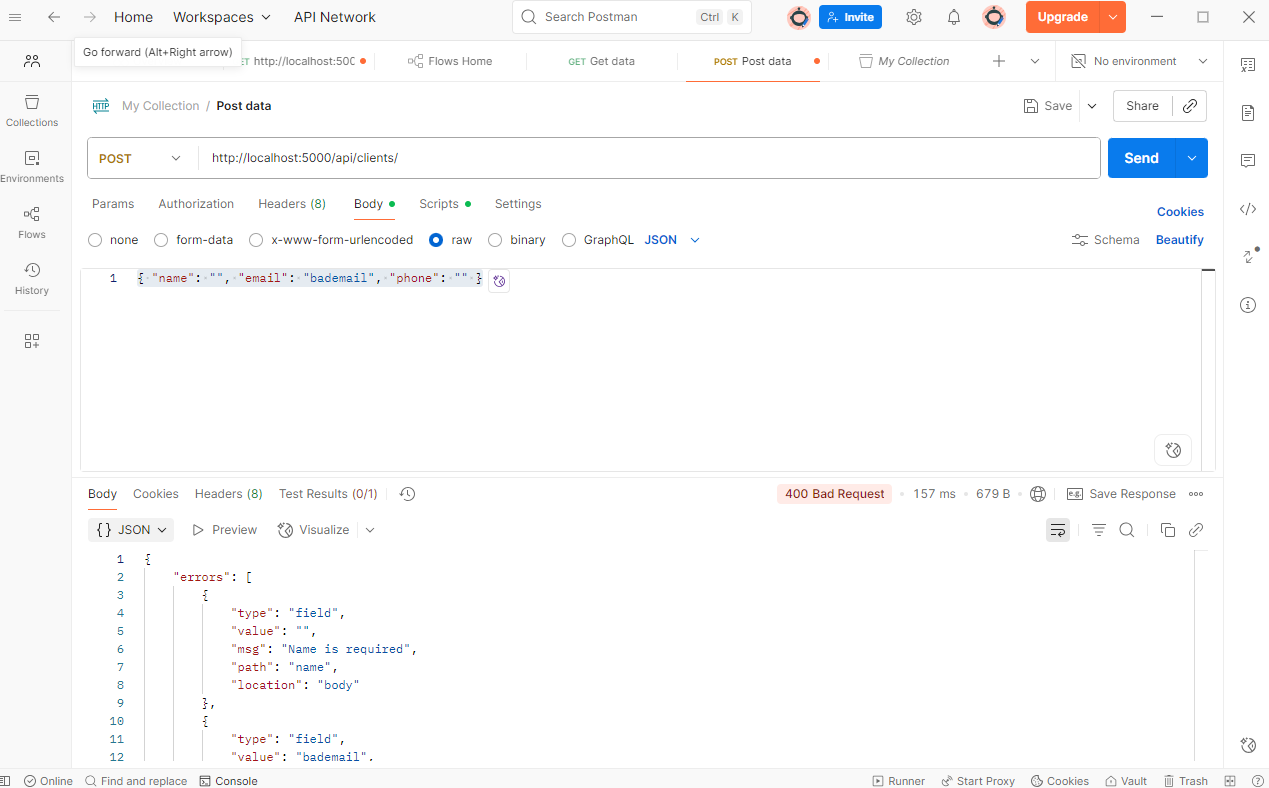 Home Workspaces API Network Search Postman Ctrl K Invite Upgrade
Go forward (Alt+Right arrow)
ET http://localhost:500 Flows Home GET Get data POST Post data My Collection No environment
HTTP My Collection / Post data Save Share
Collections
POST http://localhost:5000/api/clients/ Send
Environments
Params Authorization Headers (8) Body Scripts Settings Cookies
Flows
none form-data x-www-form-urlencoded raw binary GraphQL JSON Schema Beautify
History
1 { "name": "", "email": "bademail", "phone": "" }
Body Cookies Headers (8) Test Results (0/1) 400 Bad Request 157 ms 679 B e.g. Save Response
{} JSON Preview Visualize
1 {
2 "errors": [
3 {
4 "type": "field",
5 "value": "",
6 "msg": "Name is required",
7 "path": "name",
8 "location": "body"
9 },
10 {
11 "type": "field",
12 "value": "bademail",
Online Find and replace Console Runner Start Proxy Cookies Vault Trash